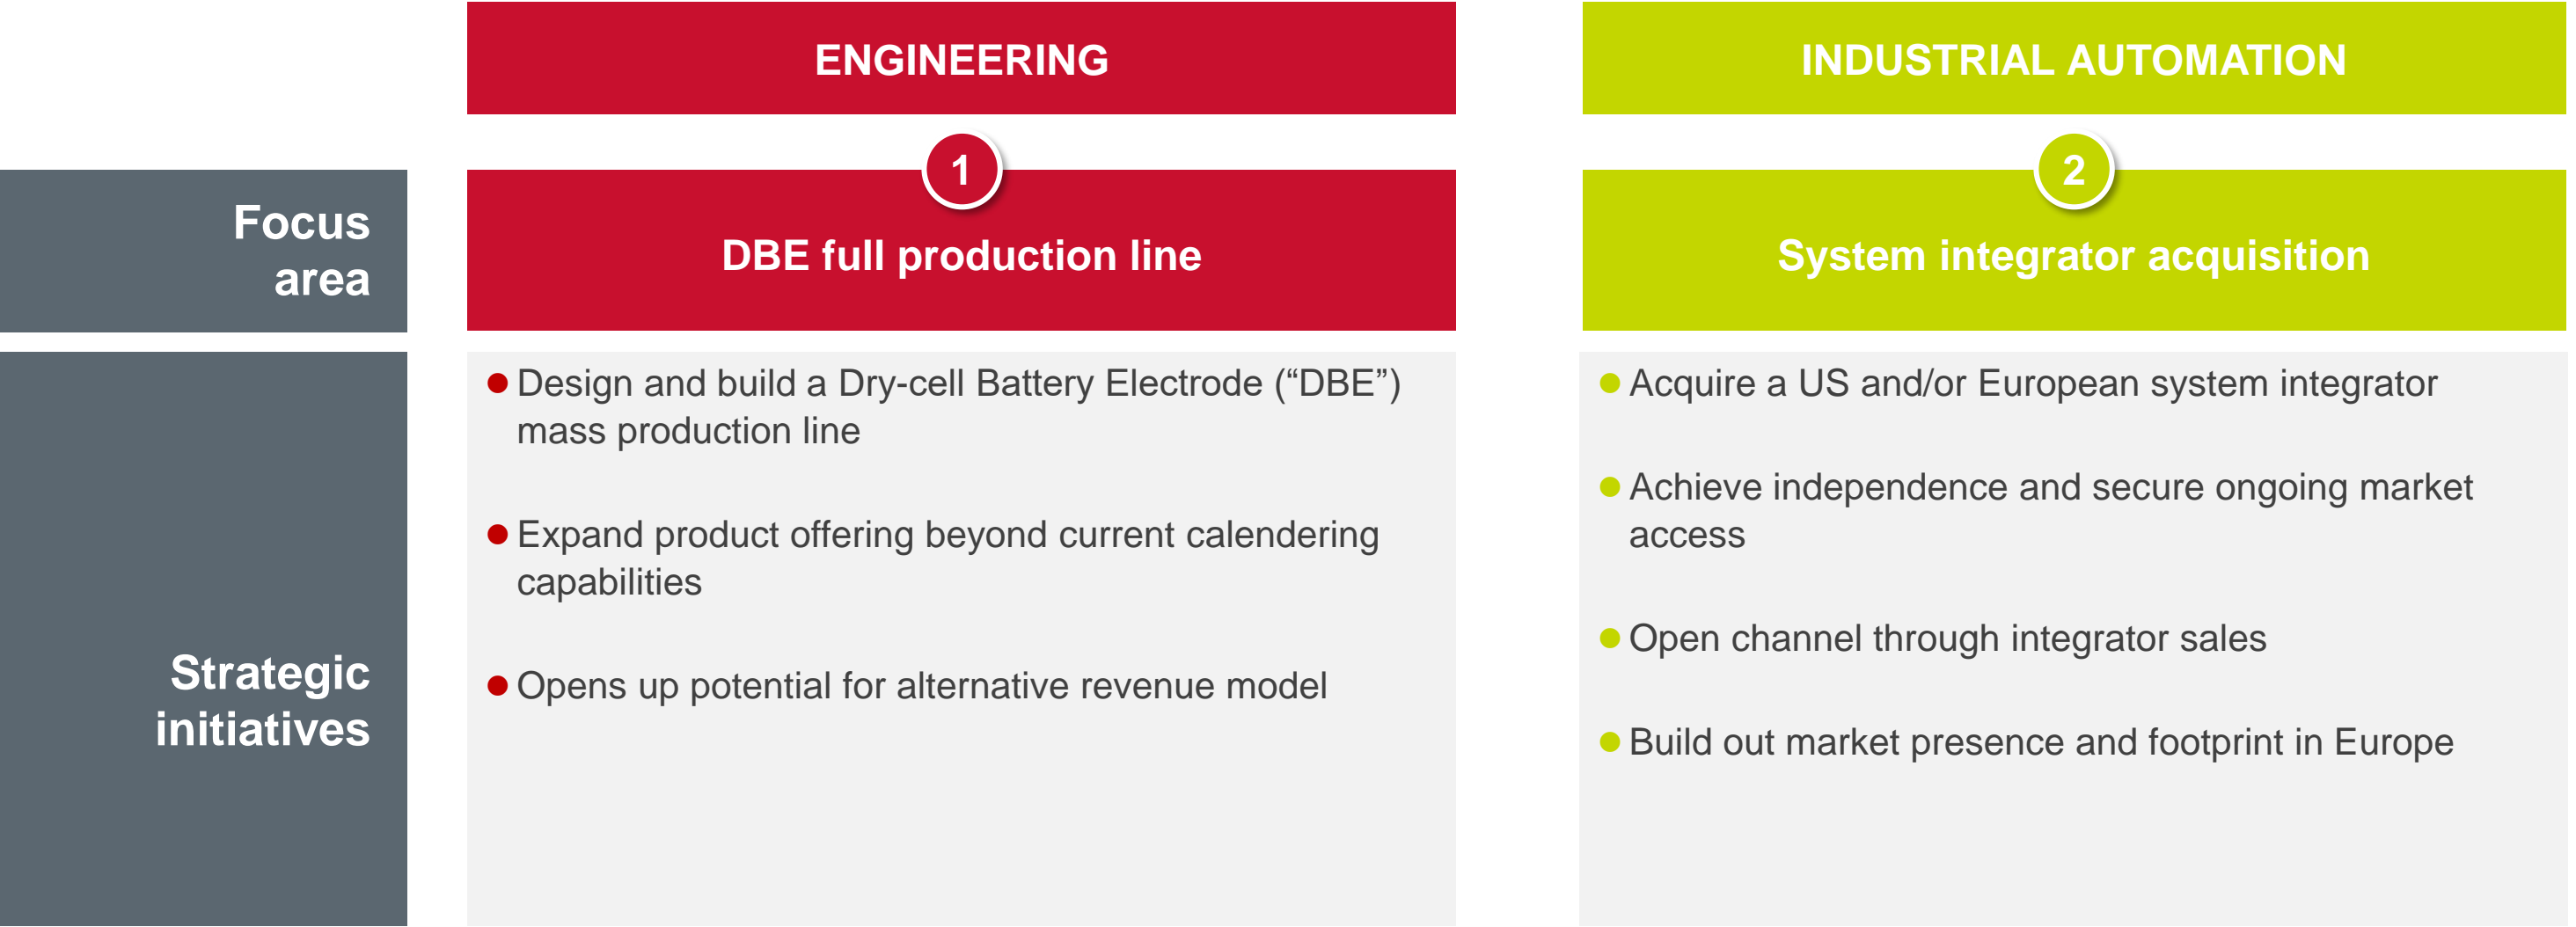 ENGINEERING
INDUSTRIAL AUTOMATION
1
2
Focus
area
DBE full production line
System integrator acquisition
Strategic
initiatives
Design and build a Dry-cell Battery Electrode (“DBE”)
mass production line
Expand product offering beyond current calendering
capabilities
Opens up potential for alternative revenue model
Acquire a US and/or European system integrator
Achieve independence and secure ongoing market
access
Open channel through integrator sales
Build out market presence and footprint in Europe